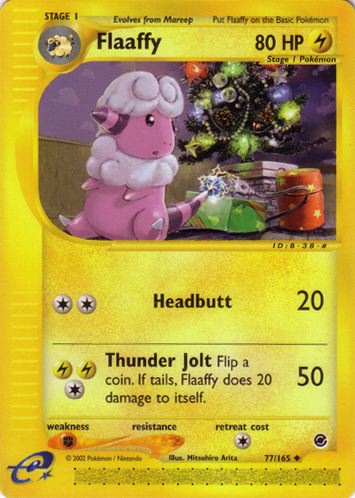 STAGE 1
Evolves from Mareep
Put Flaaffy on the Basic Pokémon
Flaaffy
80 HP
Stage 1 Pokémon
ID:B-38-#
Headbutt
20
Thunder Jolt Flip a
coin. If tails, Flaaffy does 20
damage to itself.
50
weakness
resistance
retreat cost
Illus. Mitsuhiro Arita
©2002 Pokémon / Nintendo
77/165 ◆
e